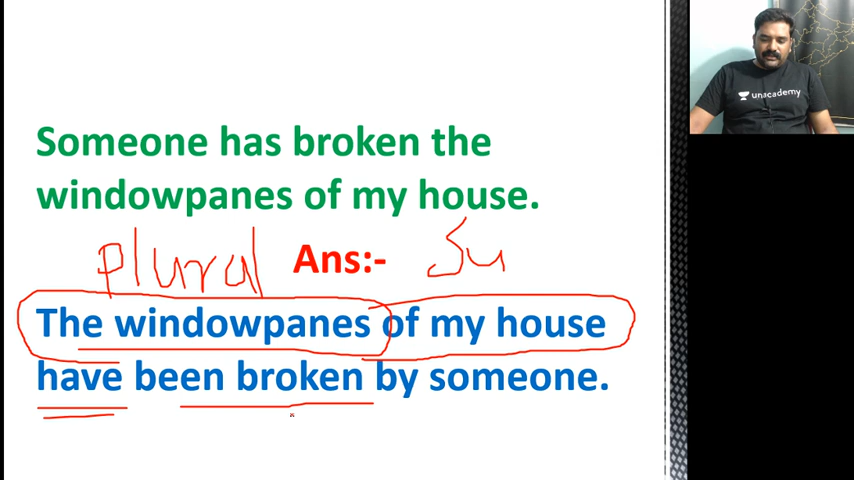 Someone has broken the
windowpanes of my house.
plural Ans:- Su
The windowpanes of my house
have been broken by someone.
unacademy